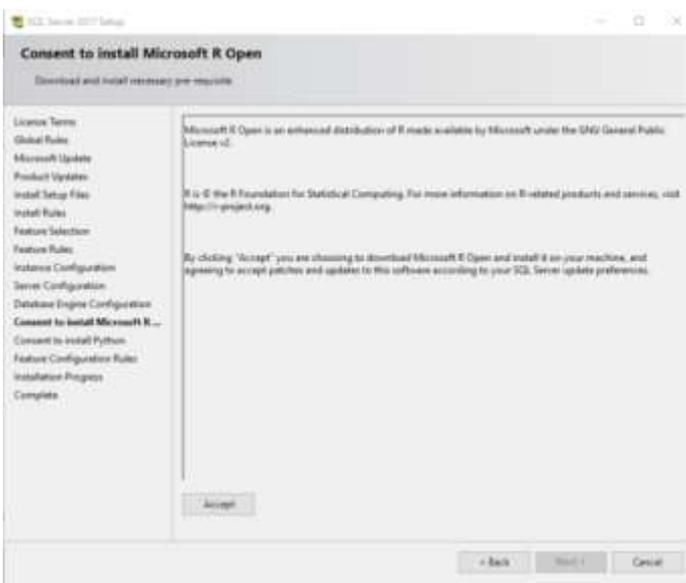 SQL Server 2017 Setup
Consent to install Microsoft R Open
Download and install necessary pre-requisite
License Terms
Global Rules
Microsoft Update
Product Updates
Install Setup Files
Install Rules
Feature Selection
Feature Rules
Instance Configuration
Server Configuration
Database Engine Configuration
Consent to install Microsoft R ...
Consent to install Python
Feature Configuration Rules
Installation Progress
Complete
Microsoft R Open is an enhanced distribution of R made available by Microsoft under the GNU General Public
License v2.
R is © the R Foundation for Statistical Computing. For more information on R-related products and services, visit
http://r-project.org.
By clicking "Accept" you are choosing to download Microsoft R Open and install it on your machine, and
agreeing to accept patches and updates to this software according to your SQL Server update preferences.
Accept
< Back
Next >
Cancel